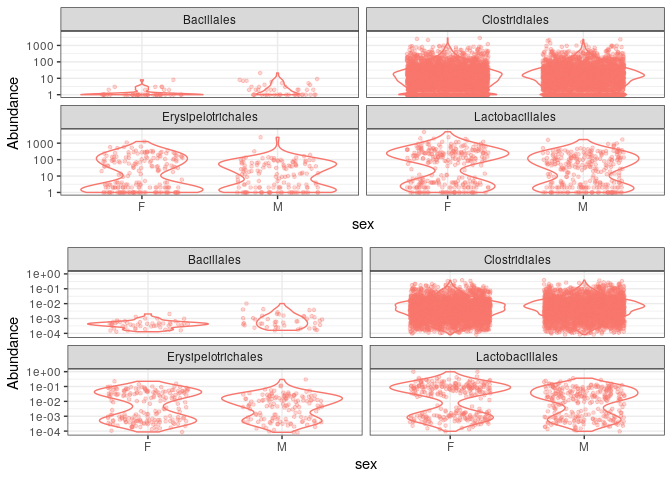 Bacillales Clostridiales
1000
100
10
1
Erysipelotrichales Lactobacillales
1000
100
10
1
Abundance
F M F M
sex
Bacillales Clostridiales
1e+00
1e-01
1e-02
1e-03
1e-04
Erysipelotrichales Lactobacillales
1e+00
1e-01
1e-02
1e-03
1e-04
Abundance
F M F M
sex